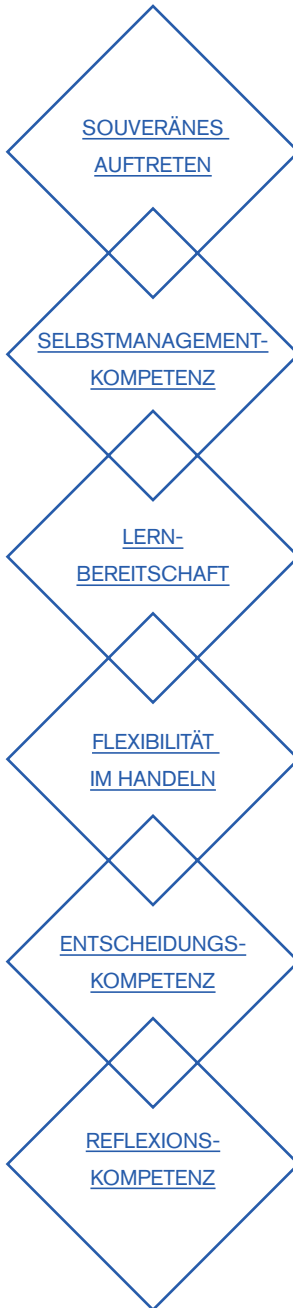 SOUVERÄNES
AUFTRETEN
SELBSTMANAGEMENT-
KOMPETENZ
LERN-
BEREITSCHAFT
FLEXIBILITÄT
IM HANDELN
ENTSCHEIDUNGS-
KOMPETENZ
REFLEXIONS-
KOMPETENZ